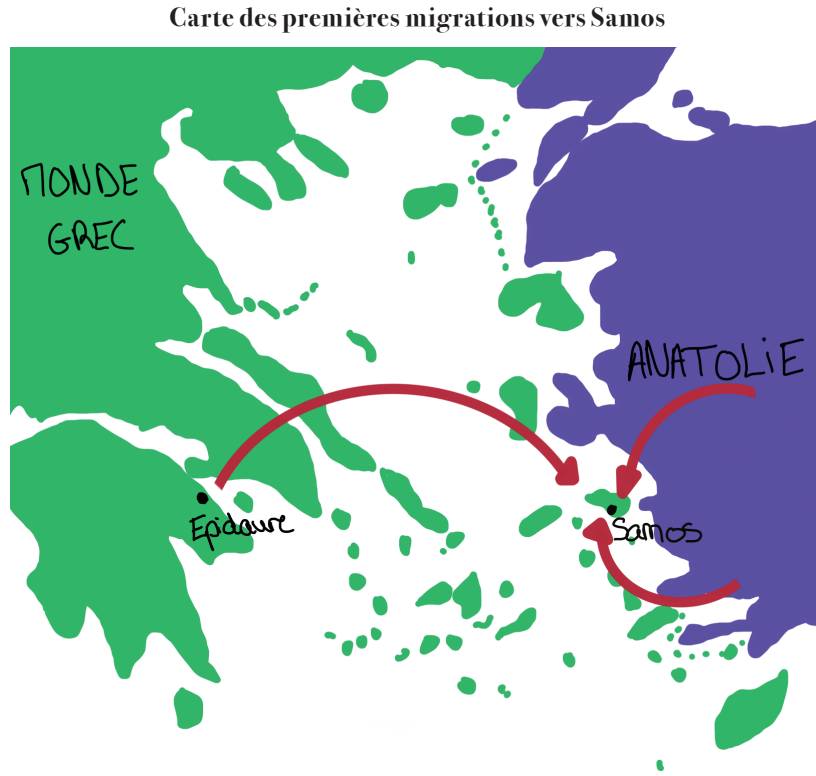 Carte des premières migrations vers Samos
MONDE
GREC
ANATOLiE
Epidaure
Samos